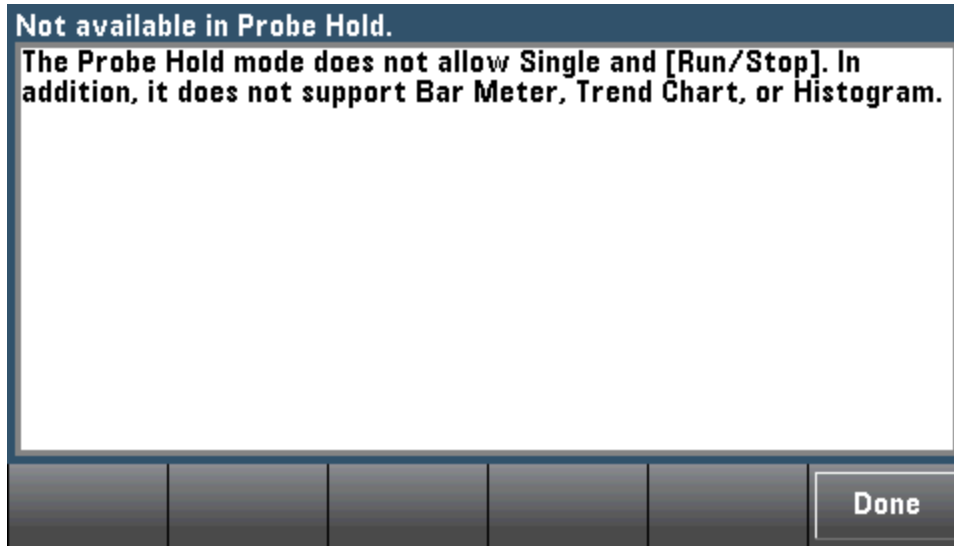 Not available in Probe Hold.
The Probe Hold mode does not allow Single and [Run/Stop]. In
addition, it does not support Bar Meter, Trend Chart, or Histogram.
Done